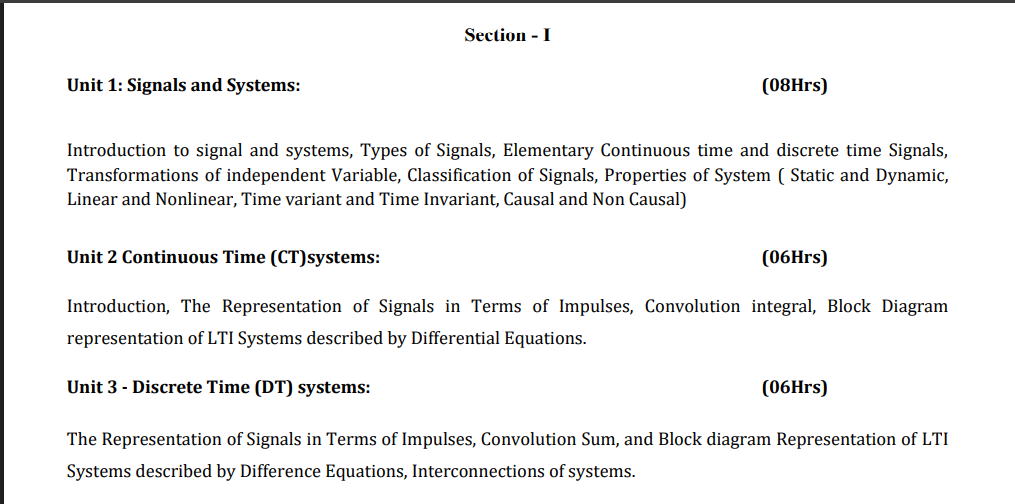 Section - I
Unit 1: Signals and Systems: (08Hrs)
Introduction to signal and systems, Types of Signals, Elementary Continuous time and discrete time Signals,
Transformations of independent Variable, Classification of Signals, Properties of System ( Static and Dynamic,
Linear and Nonlinear, Time variant and Time Invariant, Causal and Non Causal)
Unit 2 Continuous Time (CT)systems: (06Hrs)
Introduction, The Representation of Signals in Terms of Impulses, Convolution integral, Block Diagram
representation of LTI Systems described by Differential Equations.
Unit 3 - Discrete Time (DT) systems: (06Hrs)
The Representation of Signals in Terms of Impulses, Convolution Sum, and Block diagram Representation of LTI
Systems described by Difference Equations, Interconnections of systems.